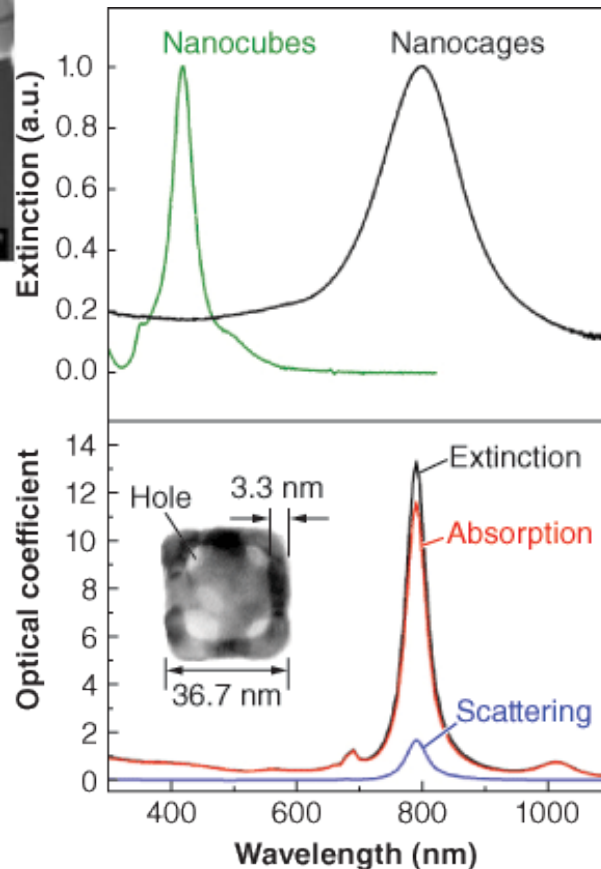 Nanocubes
Nanocages
Extinction (a.u.)
1.0
0.8
0.6
0.4
0.2
0.0
Optical coefficient
14
12
10
8
6
4
2
0
Hole
3.3 nm
36.7 nm
Extinction
Absorption
Scattering
400 600 800 1000
Wavelength (nm)